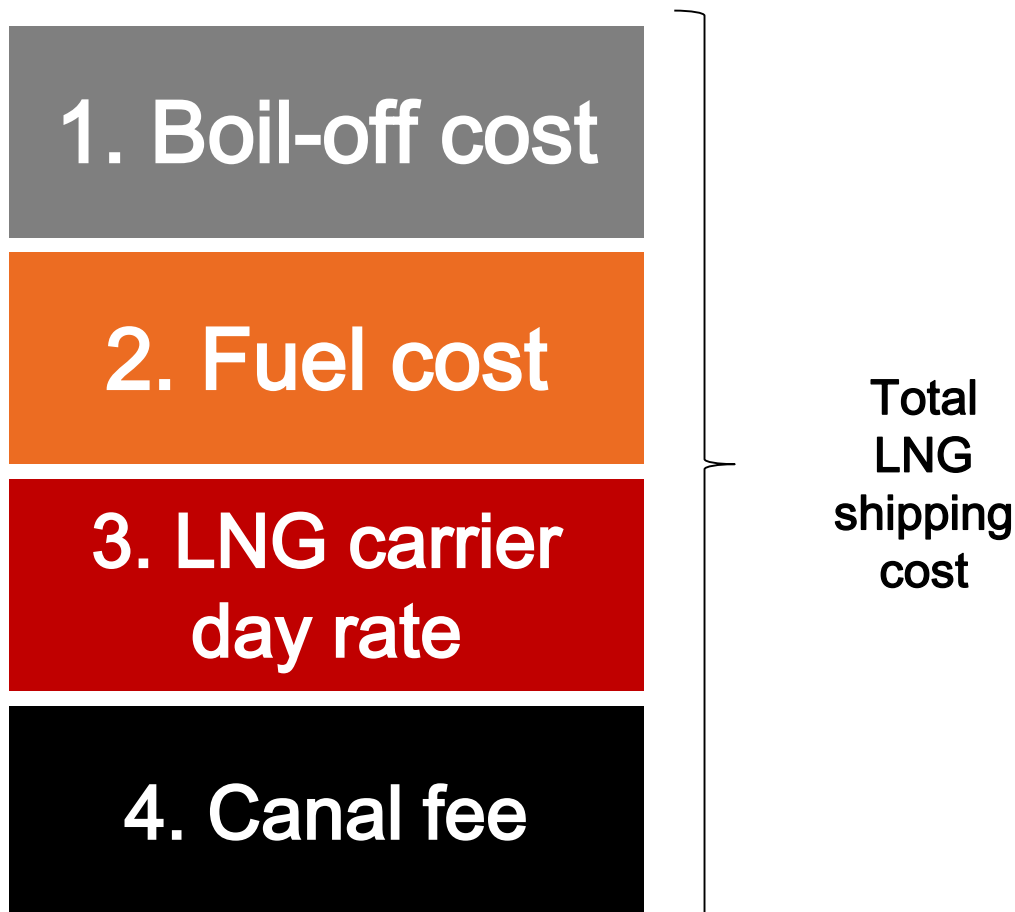 1. Boil-off cost
2. Fuel cost
3. LNG carrier
day rate
4. Canal fee
Total
LNG
shipping
cost